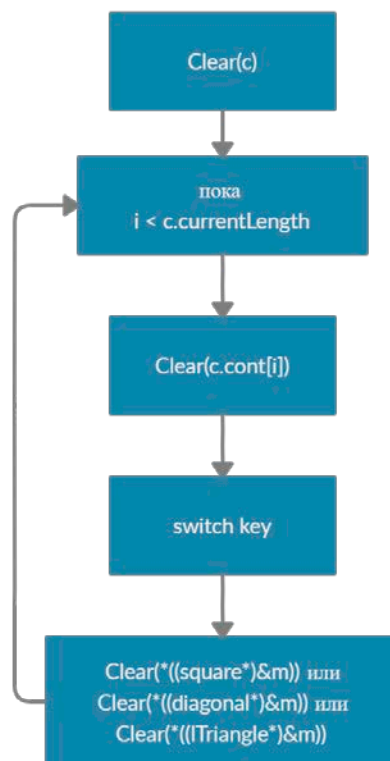 Clear(c)
пока
i < c.currentLength
Clear(c.cont[i])
switch key
Clear(*((square*)&m)) или
Clear(*((diagonal*)&m)) или
Clear(*((lTriangle*)&m))